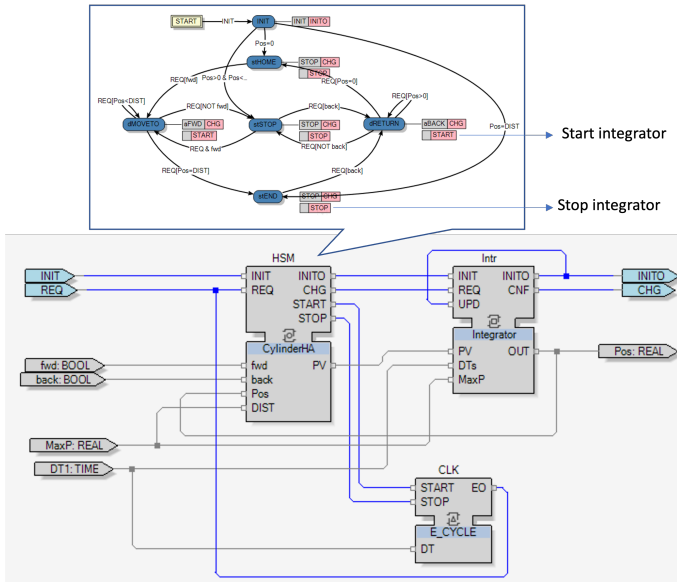 START
INIT
INIT
INIT INITO
Pos=0
stHOME
STOP CHG
STOP
REQ[fwd]
Pos>0 & Pos<..
REQ[Pos=0]
REQ[Pos<DIST]
REQ[NOT fwd]
REQ[back]
REQ[Pos>0]
dMOVETO
aFWD CHG
START
stSTOP
STOP CHG
STOP
dRETURN
aBACK CHG
START
Pos=DIST
Start integrator
REQ & fwd
REQ[NOT back]
REQ[Pos=DIST]
REQ[back]
stEND
STOP CHG
STOP
Stop integrator
HSM
Intr
INIT
REQ
INIT INITO
REQ CHG
START
STOP
CylinderHA
fwd PV
back
Pos
DIST
INIT INITO
REQ CNF
UPD
Integrator
PV OUT
DTs
MaxP
INITO
CHG
Pos: REAL
fwd: BOOL
back: BOOL
MaxP: REAL
DT1: TIME
CLK
START EO
STOP
E_CYCLE
DT